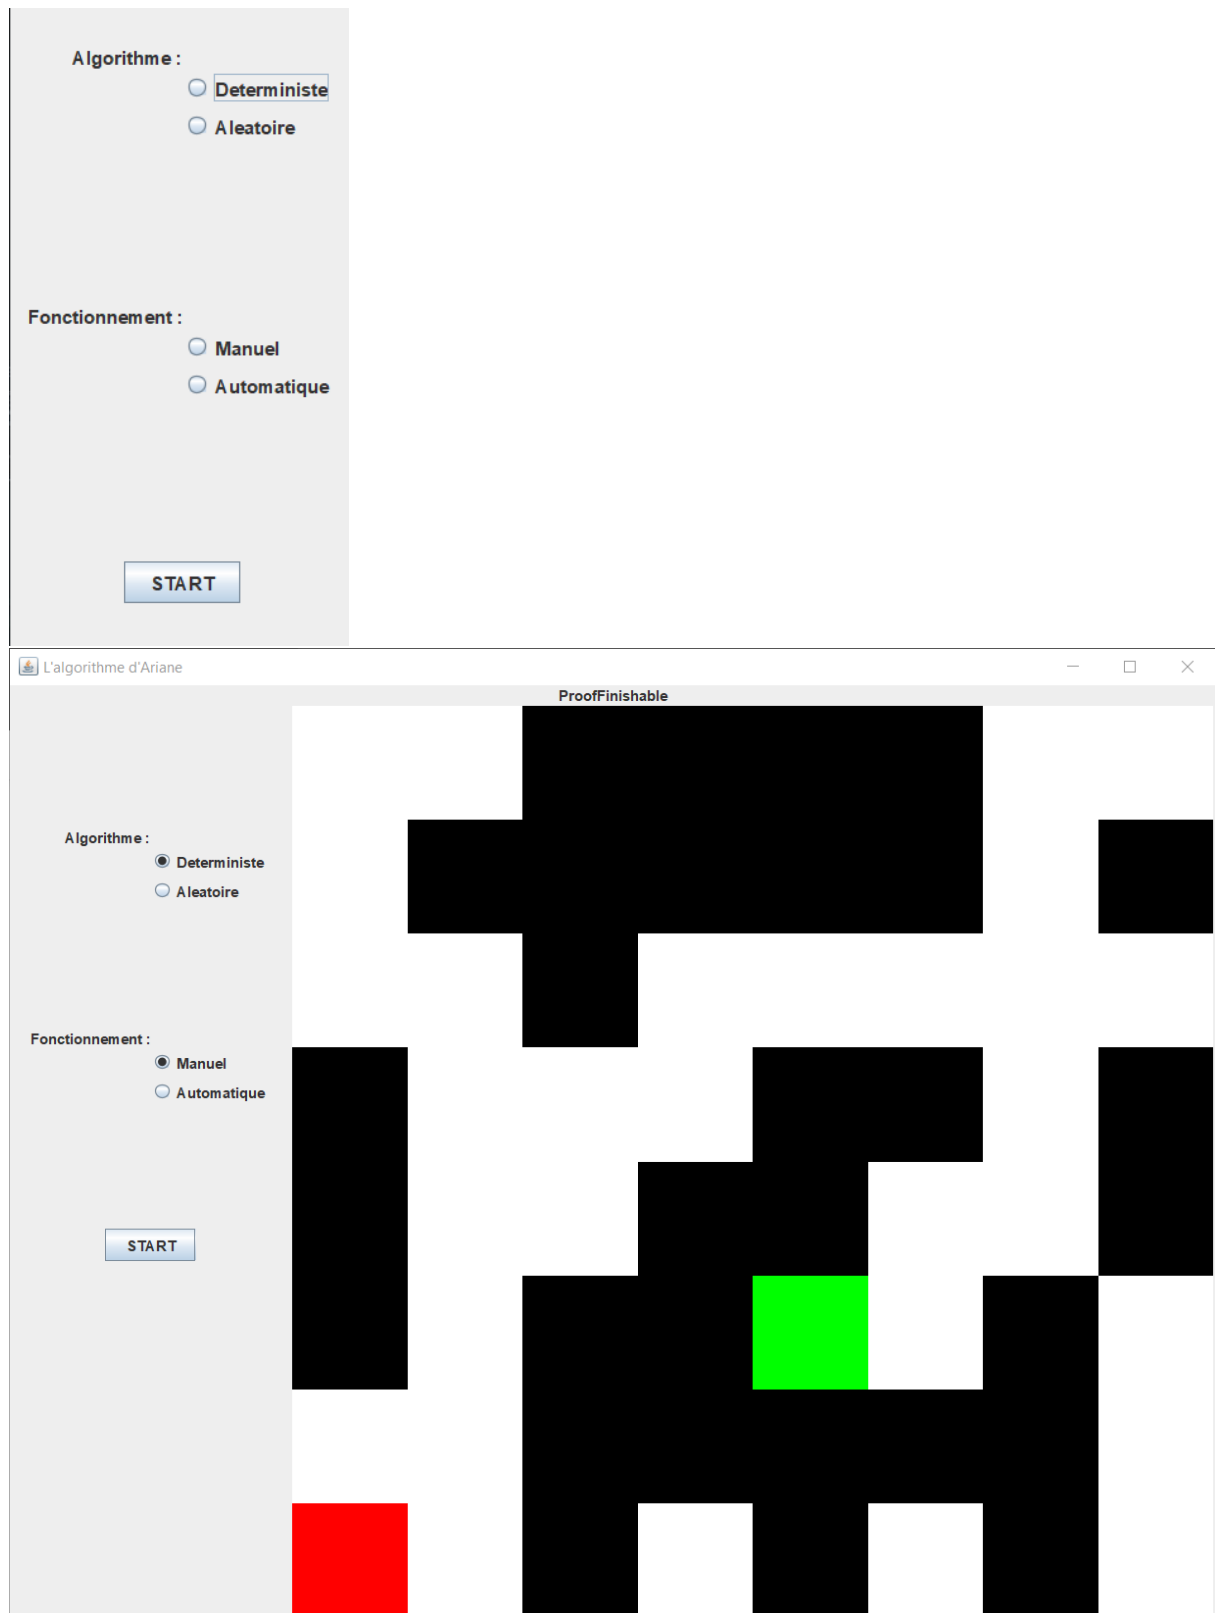 Algorithme :
Deterministe
Aleatoire
Fonctionnement :
Manuel
Automatique
START
L'algorithme d'Ariane
ProofFinishable
Algorithme :
Deterministe
Aleatoire
Fonctionnement :
Manuel
Automatique
START